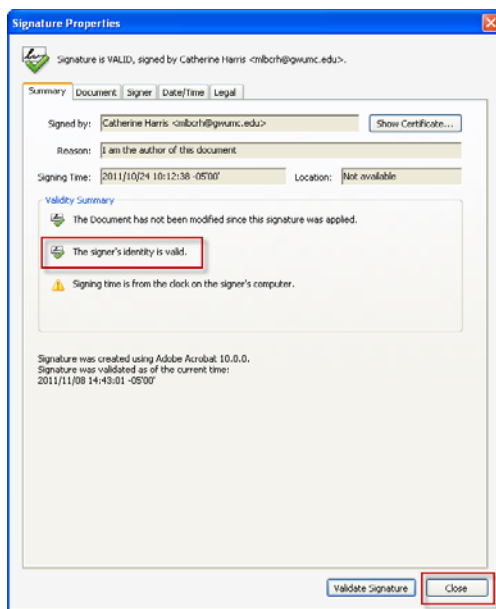 Signature Properties
Signature is VALID, signed by Catherine Harris <mlbcrh@gwumc.edu>.
Summary Document Signer Date/Time Legal
Signed by: Catherine Harris <mlbcrh@gwumc.edu> Show Certificate...
Reason: I am the author of this document
Signing Time: 2011/10/24 10:12:38 -05'00' Location: Not available
Validity Summary
The Document has not been modified since this signature was applied.
The signer's identity is valid.
Signing time is from the clock on the signer's computer.
Signature was created using Adobe Acrobat 10.0.0.
Signature was validated as of the current time:
2011/11/08 14:43:01 -05'00'
Validate Signature Close